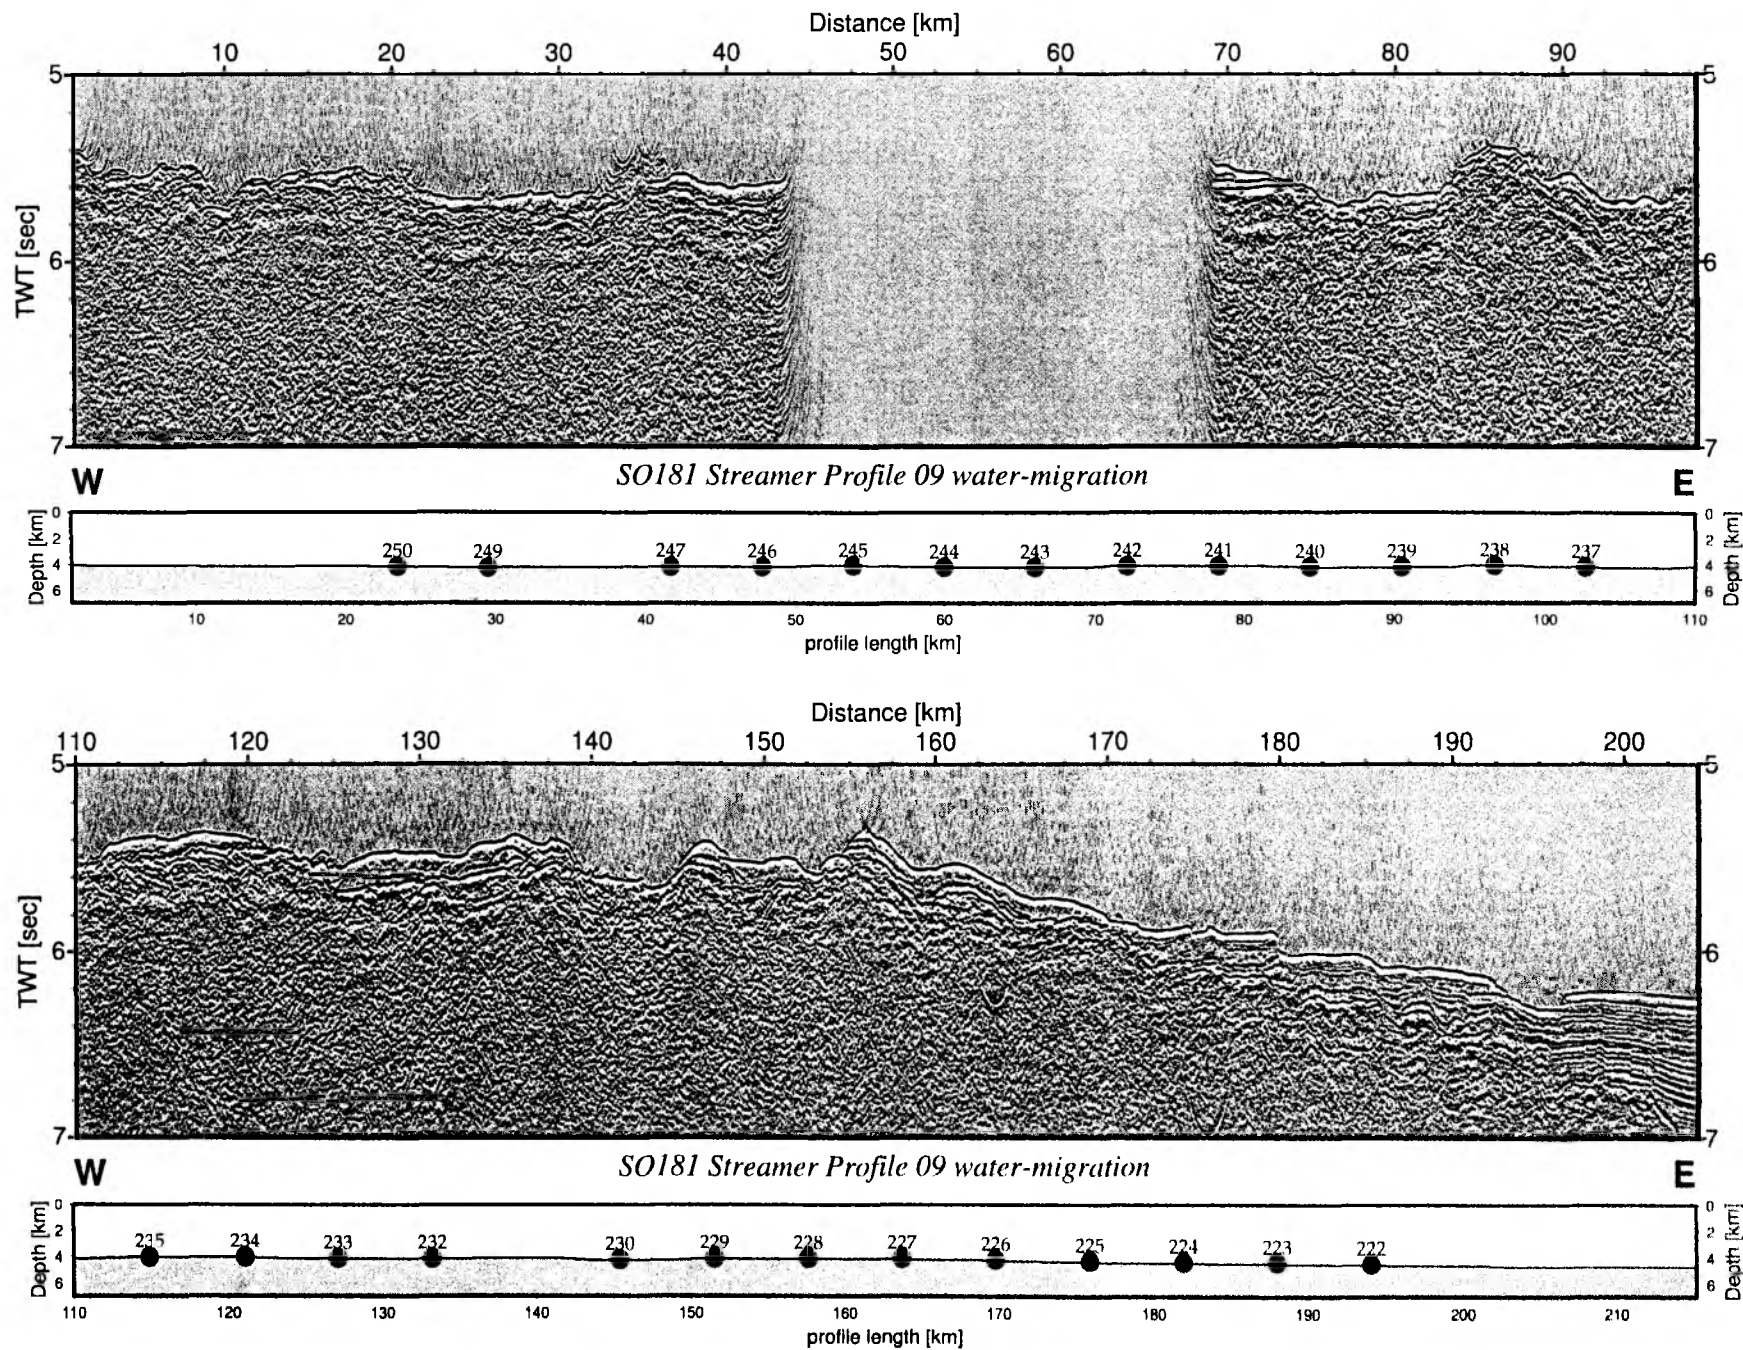 Distance [km]
10 20 30 40 50 60 70 80 90
5 5
TWT [sec]
6 6
7 7
W SO181 Streamer Profile 09 water-migration E
0 0
2 2
4 4
6 6
Depth [km] Depth [km]
250 249 247 246 245 244 243 242 241 240 239 238 237
10 20 30 40 50 60 70 80 90 100 110
profile length [km]
Distance [km]
110 120 130 140 150 160 170 180 190 200
5 5
TWT [sec]
6 6
7 7
W SO181 Streamer Profile 09 water-migration E
0 0
2 2
4 4
6 6
Depth [km] Depth [km]
235 234 233 232 230 229 228 227 226 225 224 223 222
110 120 130 140 150 160 170 180 190 200 210
profile length [km]